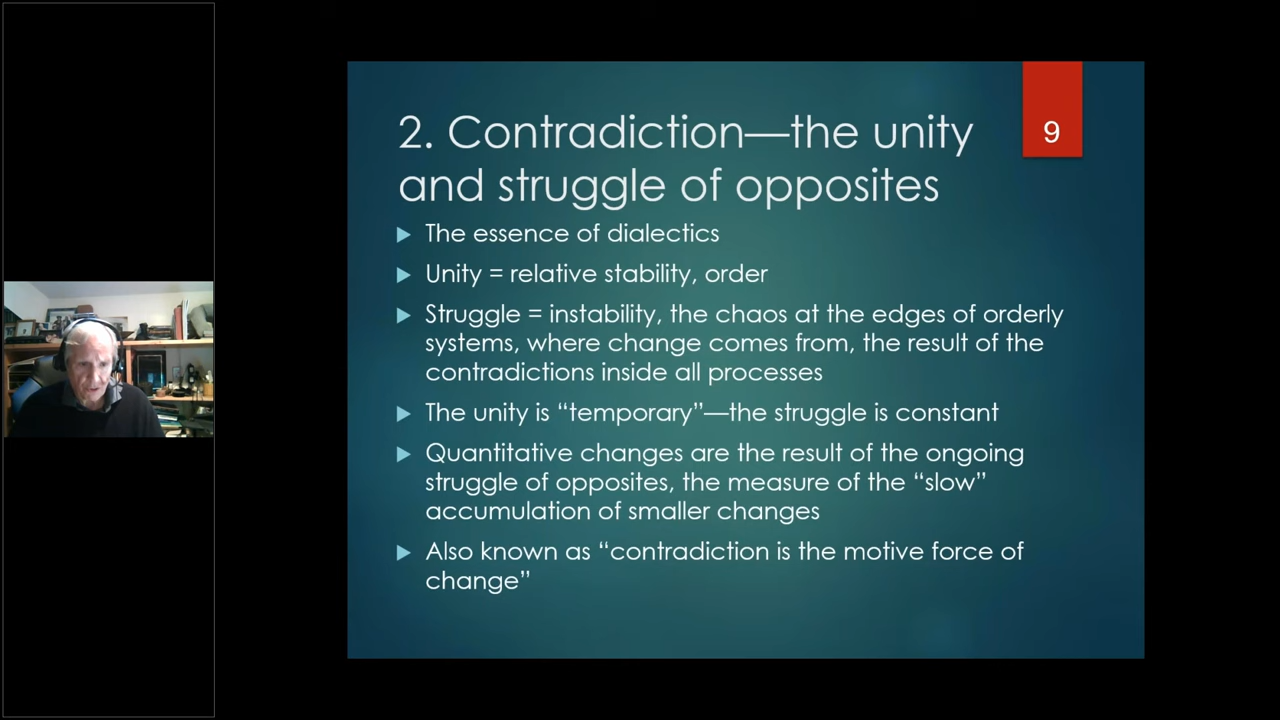 2. Contradiction—the unity
and struggle of opposites
9
The essence of dialectics
Unity = relative stability, order
Struggle = instability, the chaos at the edges of orderly
systems, where change comes from, the result of the
contradictions inside all processes
The unity is “temporary”—the struggle is constant
Quantitative changes are the result of the ongoing
struggle of opposites, the measure of the “slow”
accumulation of smaller changes
Also known as “contradiction is the motive force of
change”